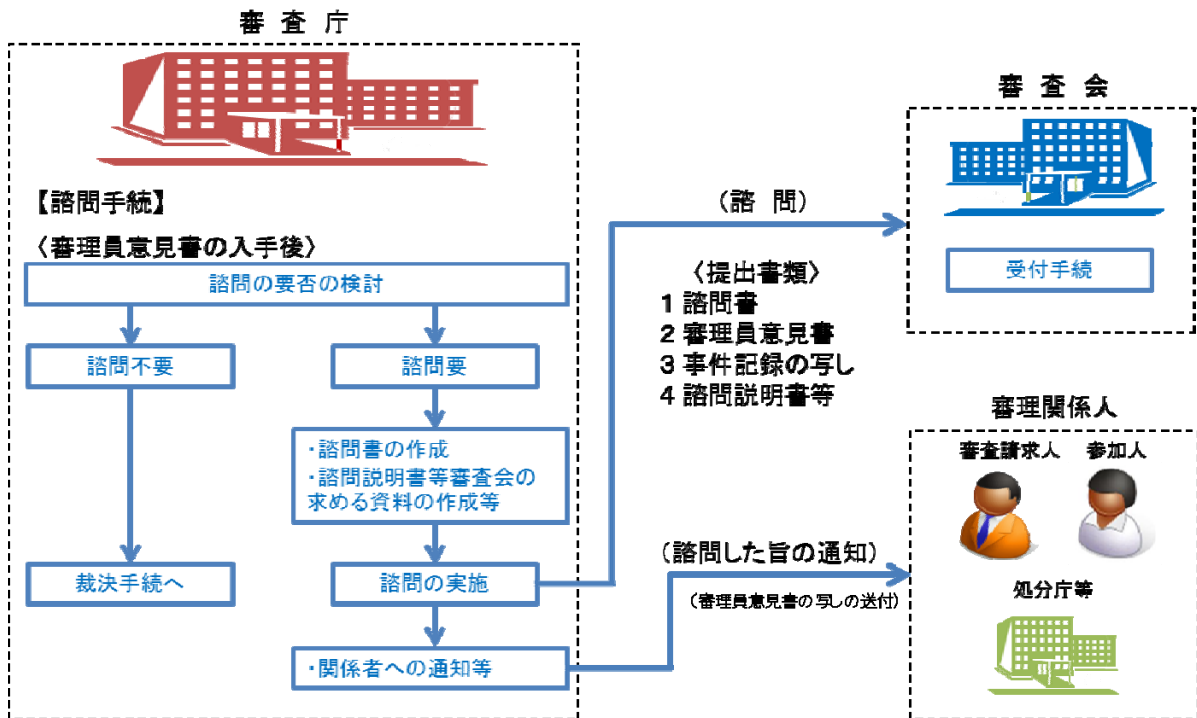 審 査 庁
【諮問手続】
〈審理員意見書の入手後〉
諮問の要否の検討
諮問不要
諮問要
・諮問書の作成
・諮問説明書等審査会の
求める資料の作成等
裁決手続へ
諮問の実施
・関係者への通知等
（諮 問）
〈提出書類〉
1 諮問書
2 審理員意見書
3 事件記録の写し
4 諮問説明書等
（諮問した旨の通知）
（審理員意見書の写しの送付）
審 査 会
受付手続
審理関係人
審査請求人
参加人
処分庁等